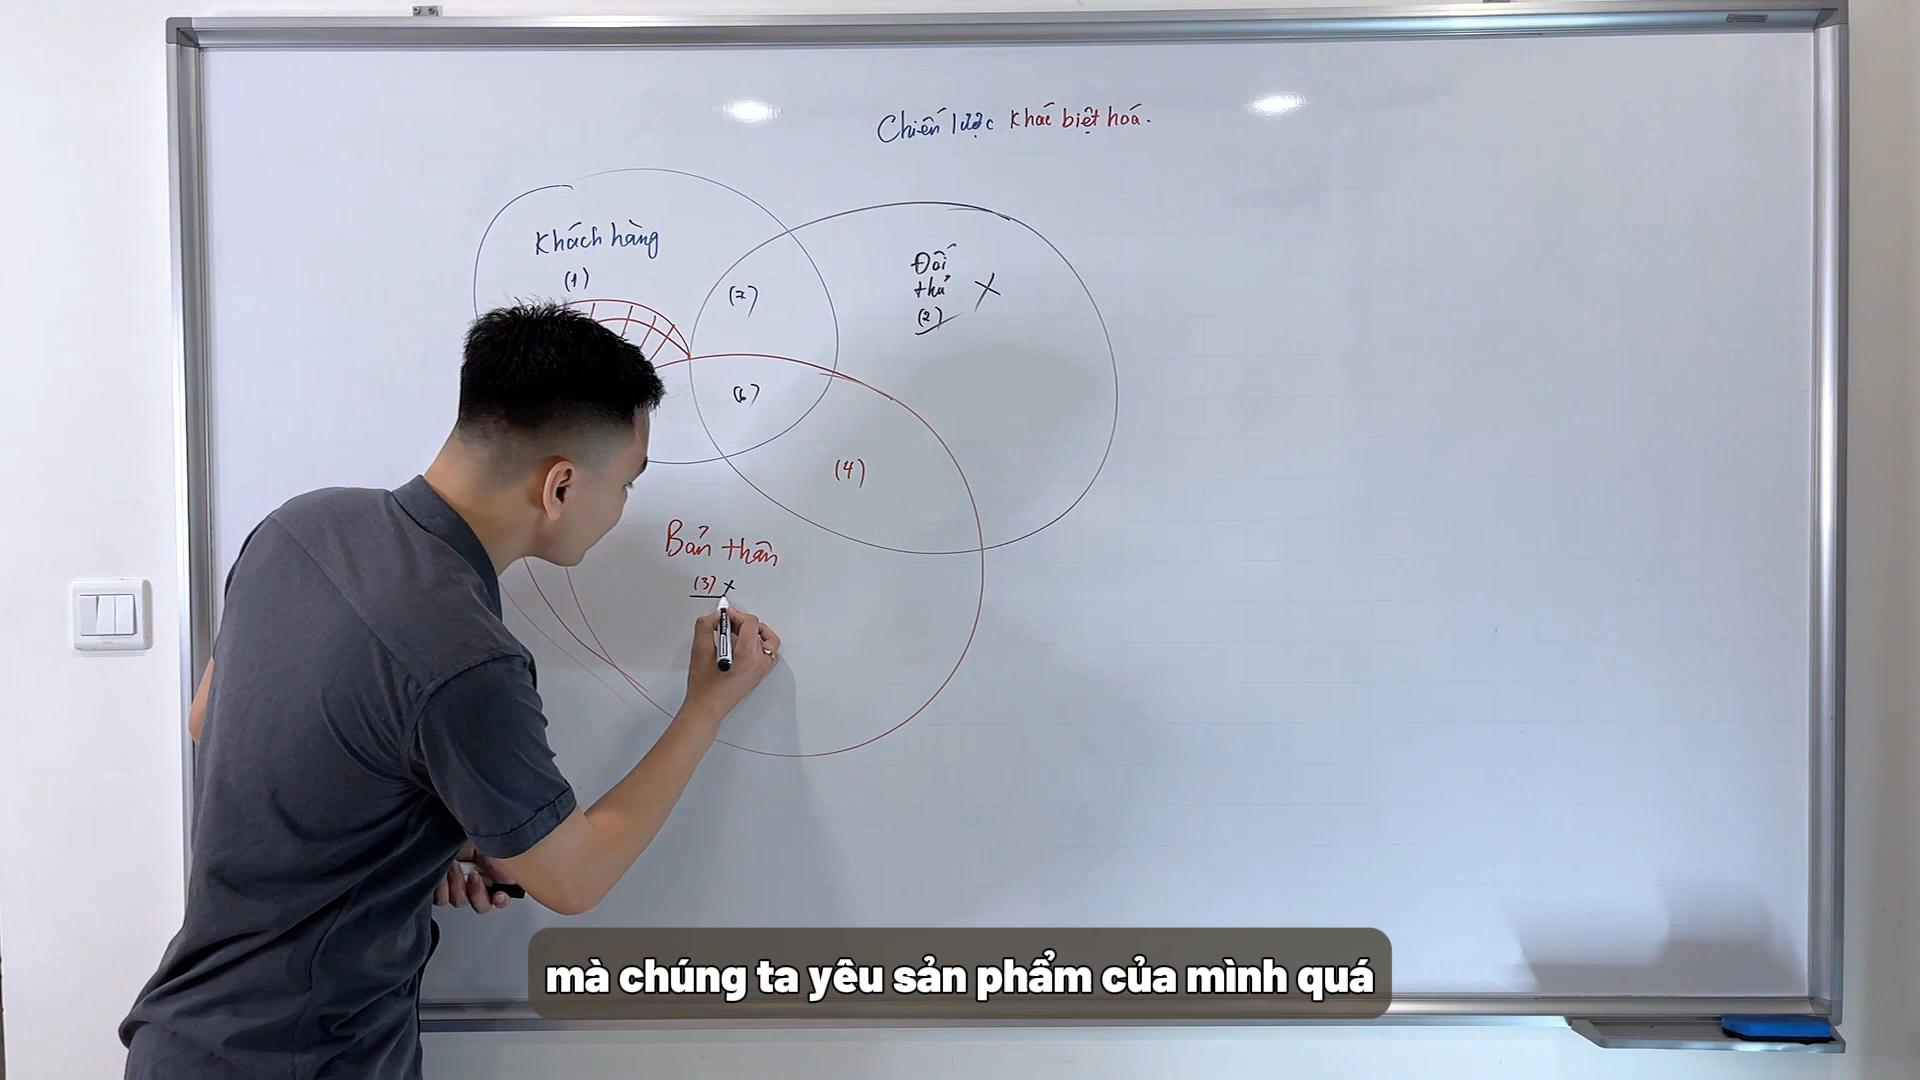 Chiến lược khác biệt hoá.
Khách hàng
(1)
Đối
thủ X
(2)
(7)
(6)
(4)
Bản thân
(3) x
mà chúng ta yêu sản phẩm của mình quá